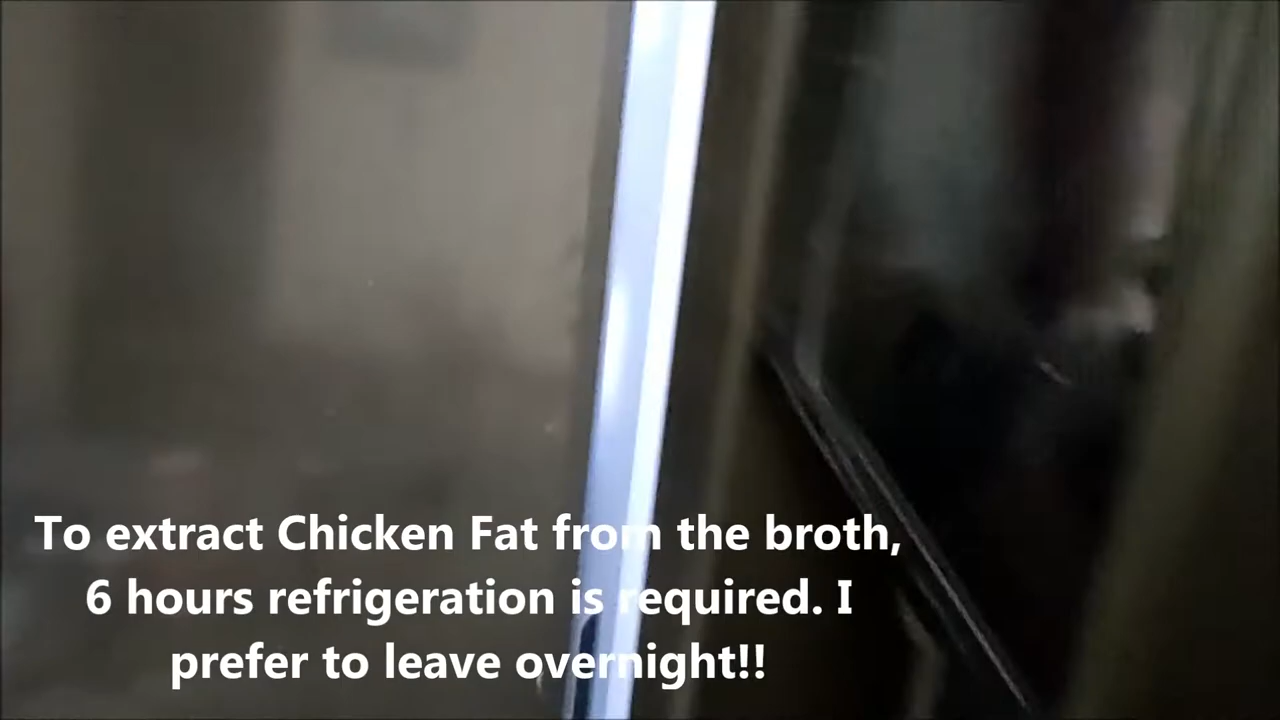 To extract Chicken Fat from the broth,
6 hours refrigeration is required. I
prefer to leave overnight!!